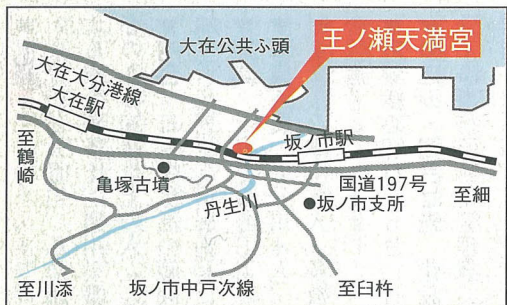 大在公共ふ頭
王ノ瀬天満宮
大在大分港線
大在駅
坂ノ市駅
至鶴崎
亀塚古墳
国道197号
至細
丹生川
坂ノ市支所
至川添
坂ノ市中戸次線
至臼杵